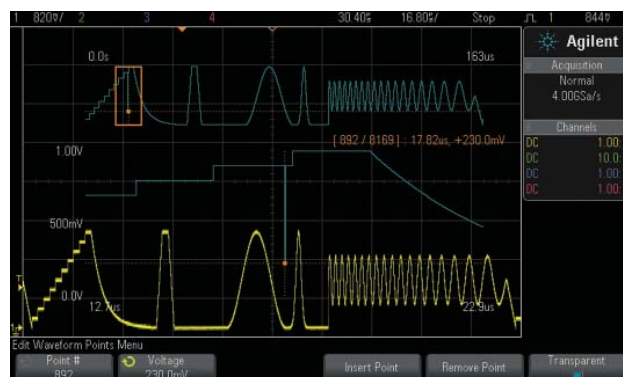 1 820V/ 2 3 4 30.40s 16.80s/ Stop 1 844V
Agilent
Acquisition
Normal
4.00GSa/s
Channels
DC 1.00:
DC 10.0:
DC 1.00:
DC 1.00:
0.0s 163us
[ 892 / 8169 ] : 17.82us, +230.0mV
1.00V
500mV
0.0V
12.7us 22.9us
Edit Waveform Points Menu
Point #
892
Voltage
230.0mV
Insert Point
Remove Point
Transparent